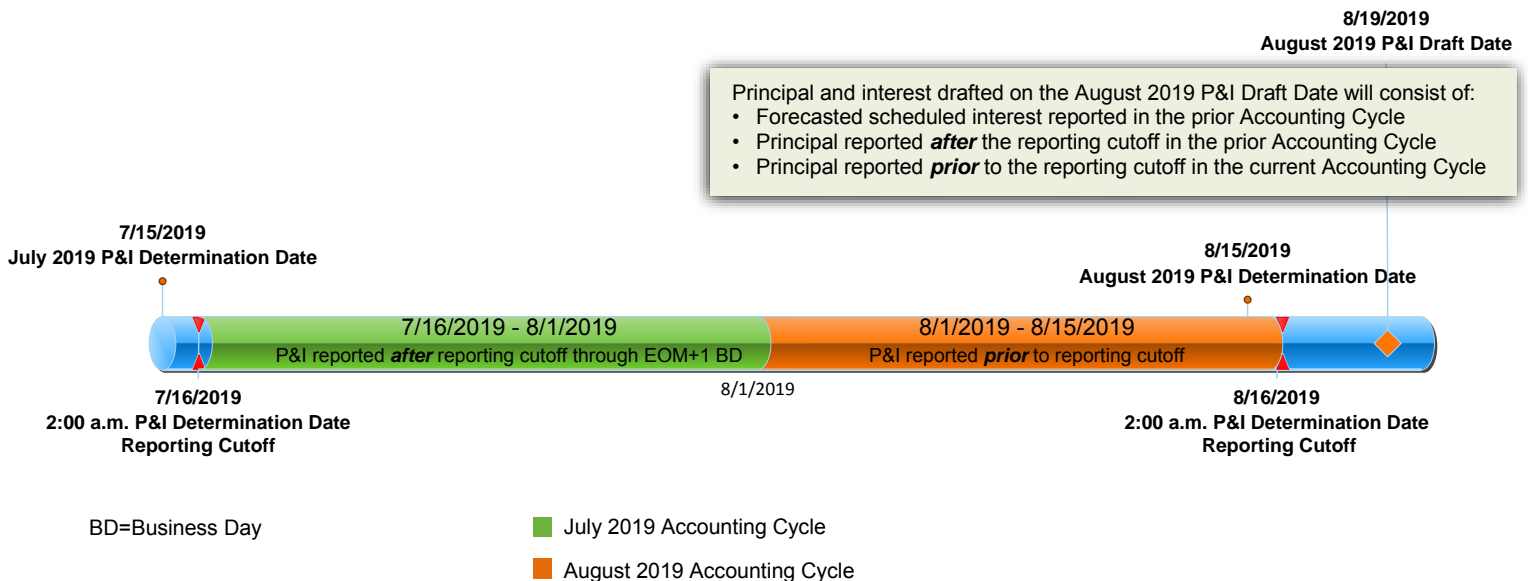 8/19/2019
August 2019 P&I Draft Date
Principal and interest drafted on the August 2019 P&I Draft Date will consist of:
• Forecasted scheduled interest reported in the prior Accounting Cycle
• Principal reported after the reporting cutoff in the prior Accounting Cycle
• Principal reported prior to the reporting cutoff in the current Accounting Cycle
7/15/2019
July 2019 P&I Determination Date
8/15/2019
August 2019 P&I Determination Date
7/16/2019 - 8/1/2019
P&I reported after reporting cutoff through EOM+1 BD
8/1/2019 - 8/15/2019
P&I reported prior to reporting cutoff
8/1/2019
7/16/2019
2:00 a.m. P&I Determination Date
Reporting Cutoff
8/16/2019
2:00 a.m. P&I Determination Date
Reporting Cutoff
BD=Business Day
July 2019 Accounting Cycle
August 2019 Accounting Cycle